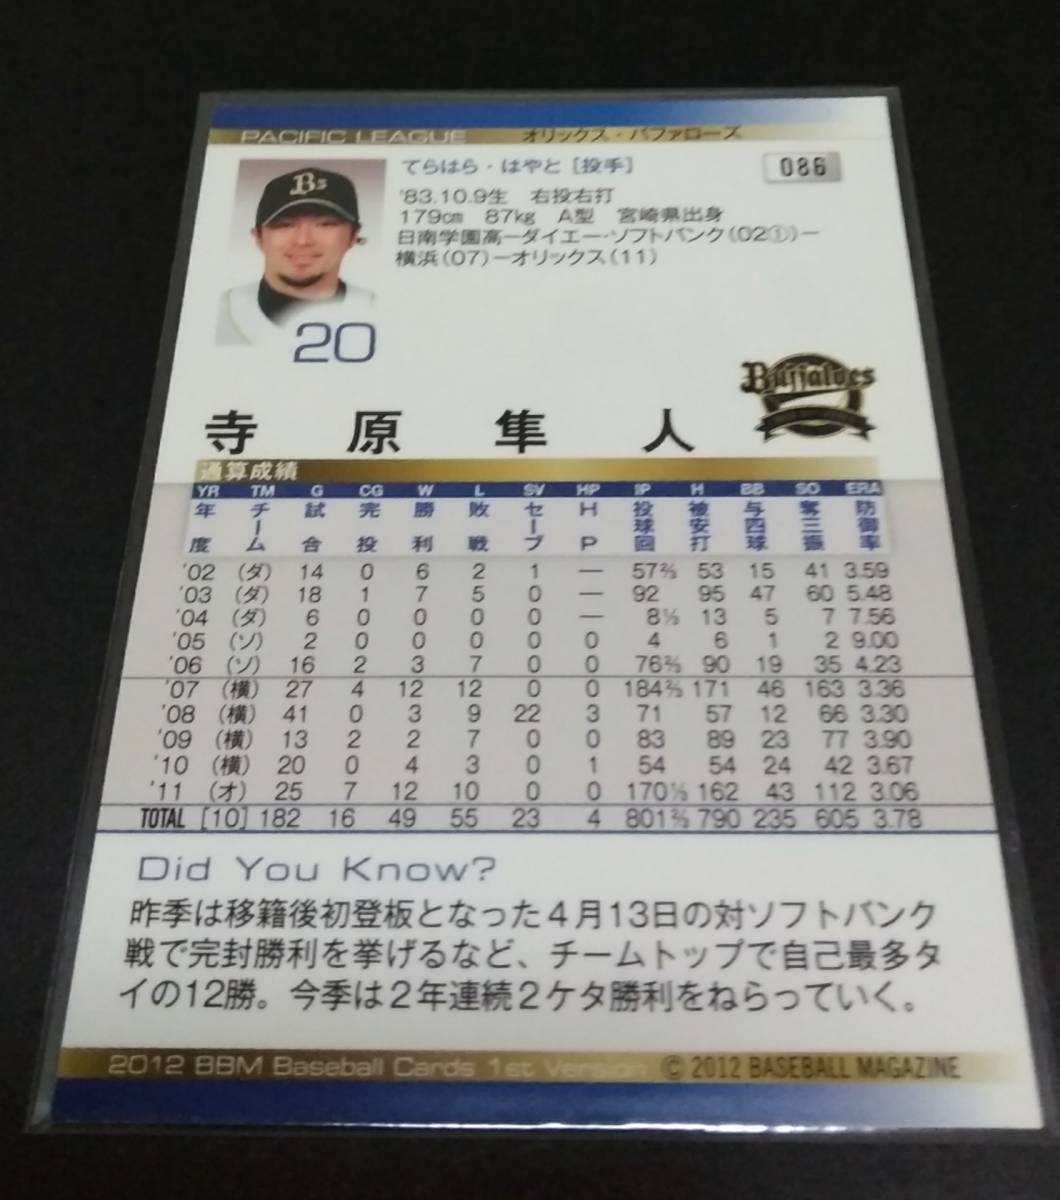 PACIFIC LEAGUE オリックス・バファローズ
てらはら・はやと [投手]
086
'83.10.9生 右投右打
179cm 87kg A型 宮崎県出身
日南学園高ーダイエー・ソフトバンク(02①)ー
横浜(07)ーオリックス(11)
Bs
20
Buffaloes
寺原隼人
通算成績
YR TM G CG W L SV HP IP H BB SO ERA
年度 チーム 試合 完投 勝利 敗戦 セーブ HP 投球回 被安打 与四球 奪三振 防御率
'02 (ダ) 14 0 6 2 1 ― 57⅔ 53 15 41 3.59
'03 (ダ) 18 1 7 5 0 ― 92 95 47 60 5.48
'04 (ダ) 6 0 0 0 0 ― 8⅓ 13 5 7 7.56
'05 (ソ) 2 0 0 0 0 0 4 6 1 2 9.00
'06 (ソ) 16 2 3 7 0 0 76⅔ 90 19 35 4.23
'07 (横) 27 4 12 12 0 0 184⅔ 171 46 163 3.36
'08 (横) 41 0 3 9 22 3 71 57 12 66 3.30
'09 (横) 13 2 2 7 0 0 83 89 23 77 3.90
'10 (横) 20 0 4 3 0 1 54 54 24 42 3.67
'11 (オ) 25 7 12 10 0 0 170⅓ 162 43 112 3.06
TOTAL [10] 182 16 49 55 23 4 801⅔ 790 235 605 3.78
Did You Know?
昨季は移籍後初登板となった4月13日の対ソフトバンク
戦で完封勝利を挙げるなど、チームトップで自己最多タ
イの12勝。今季は2年連続2ケタ勝利をねらっていく。
2012 BBM Baseball Cards 1st Version © 2012 BASEBALL MAGAZINE